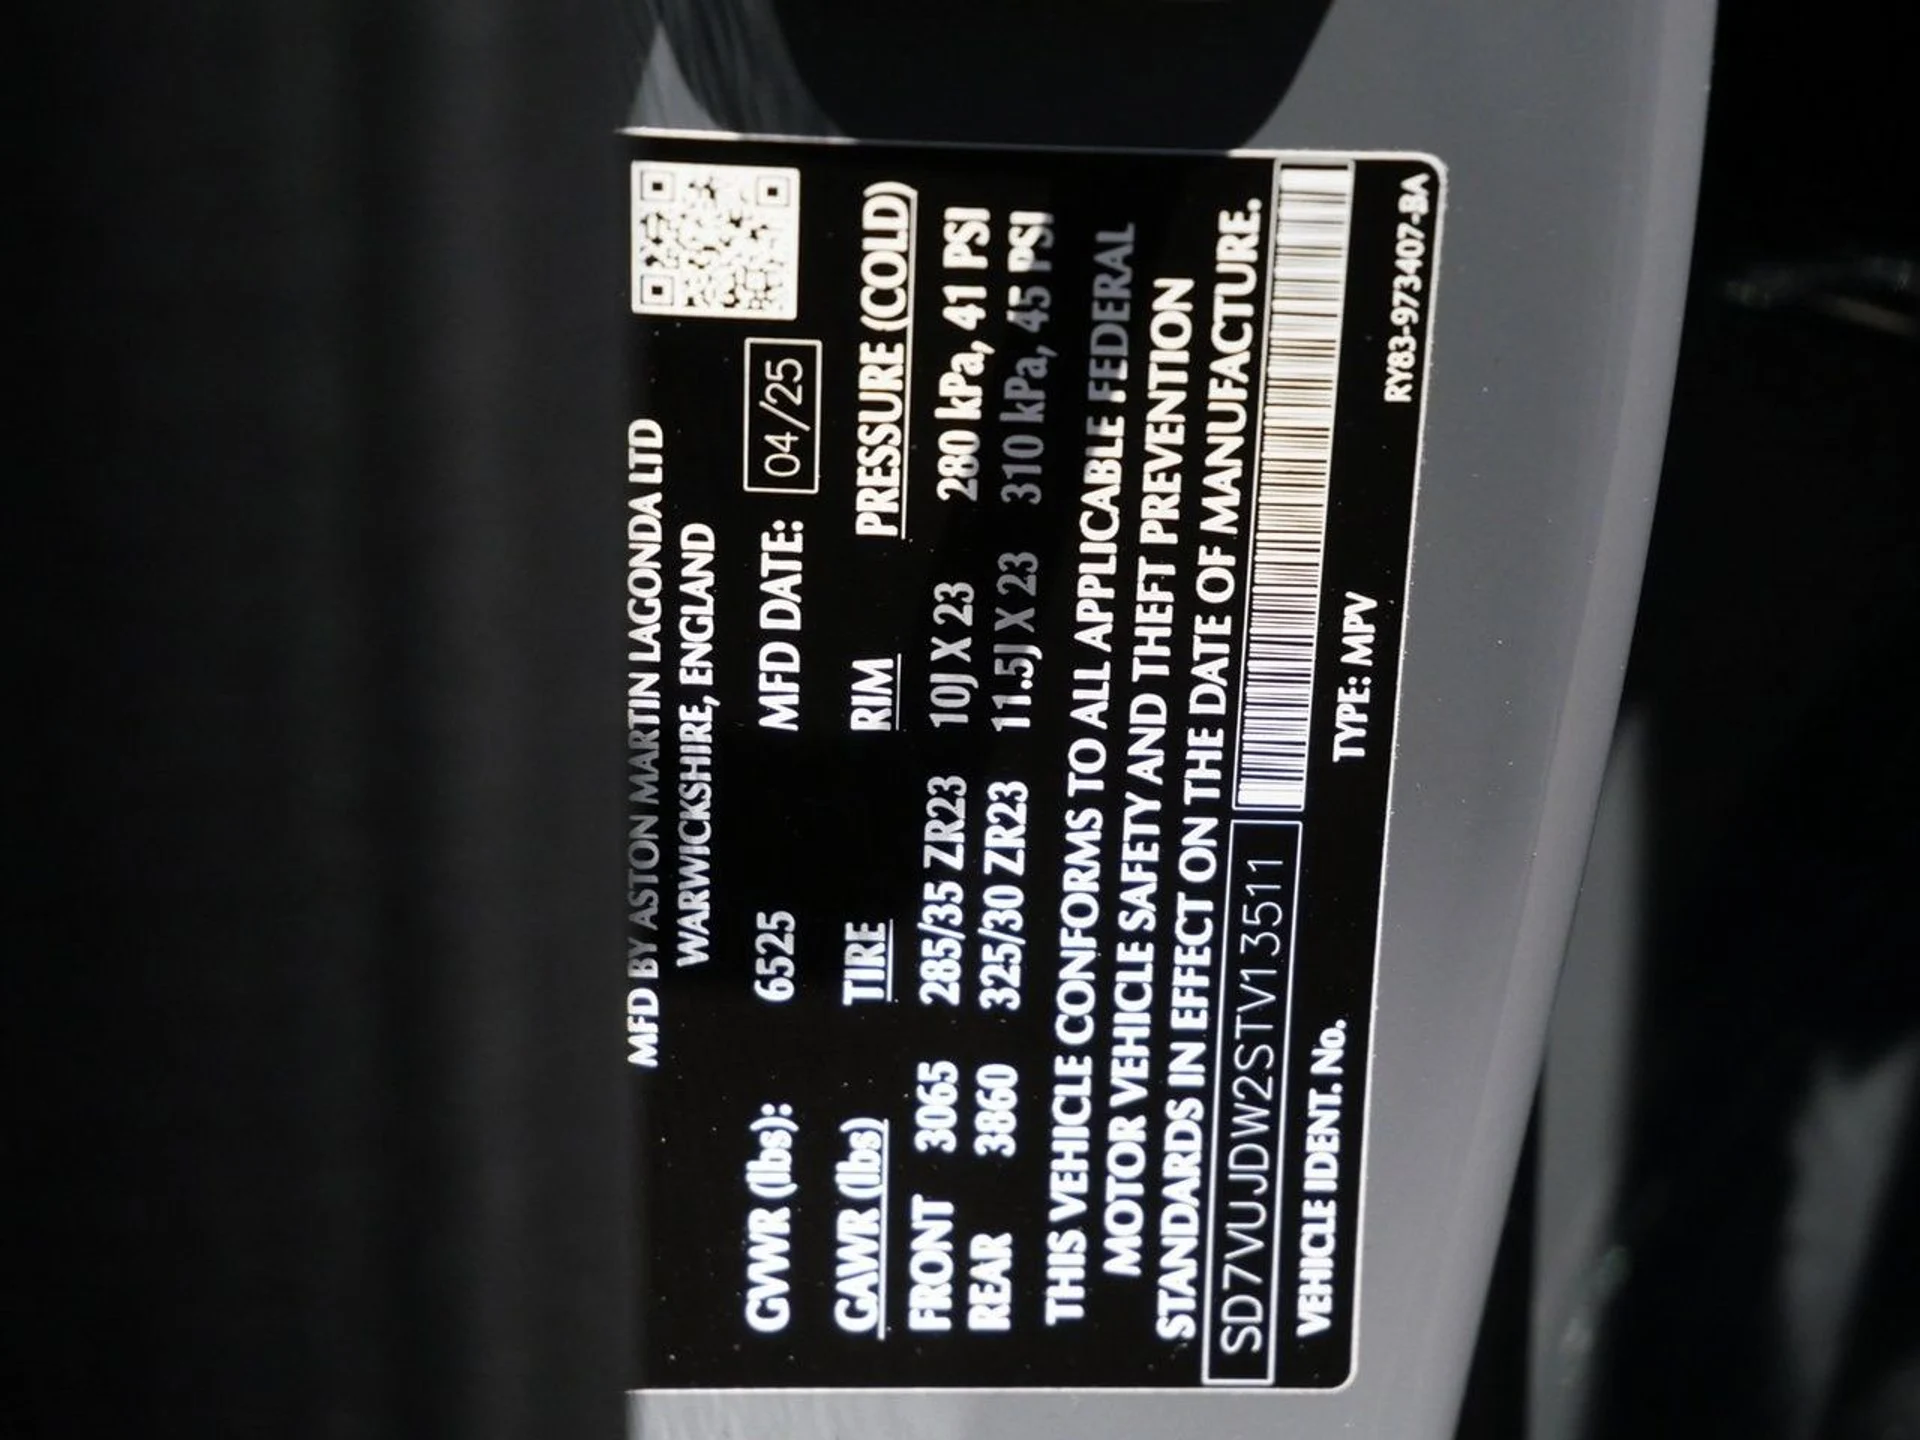 MFD BY ASTON MARTIN LAGONDA LTD
WARWICKSHIRE, ENGLAND
GVWR (lbs): 6525 MFD DATE: 04/25
GAWR (lbs) TIRE RIM PRESSURE (COLD)
FRONT 3065 285/35 ZR23 10J X 23 280 kPa, 41 PSI
REAR 3860 325/30 ZR23 11.5J X 23 310 kPa, 45 PSI
THIS VEHICLE CONFORMS TO ALL APPLICABLE FEDERAL
MOTOR VEHICLE SAFETY AND THEFT PREVENTION
STANDARDS IN EFFECT ON THE DATE OF MANUFACTURE.
SD7VUJDW2STV13511
VEHICLE IDENT. No. TYPE: MPV
RY83-973407-BA